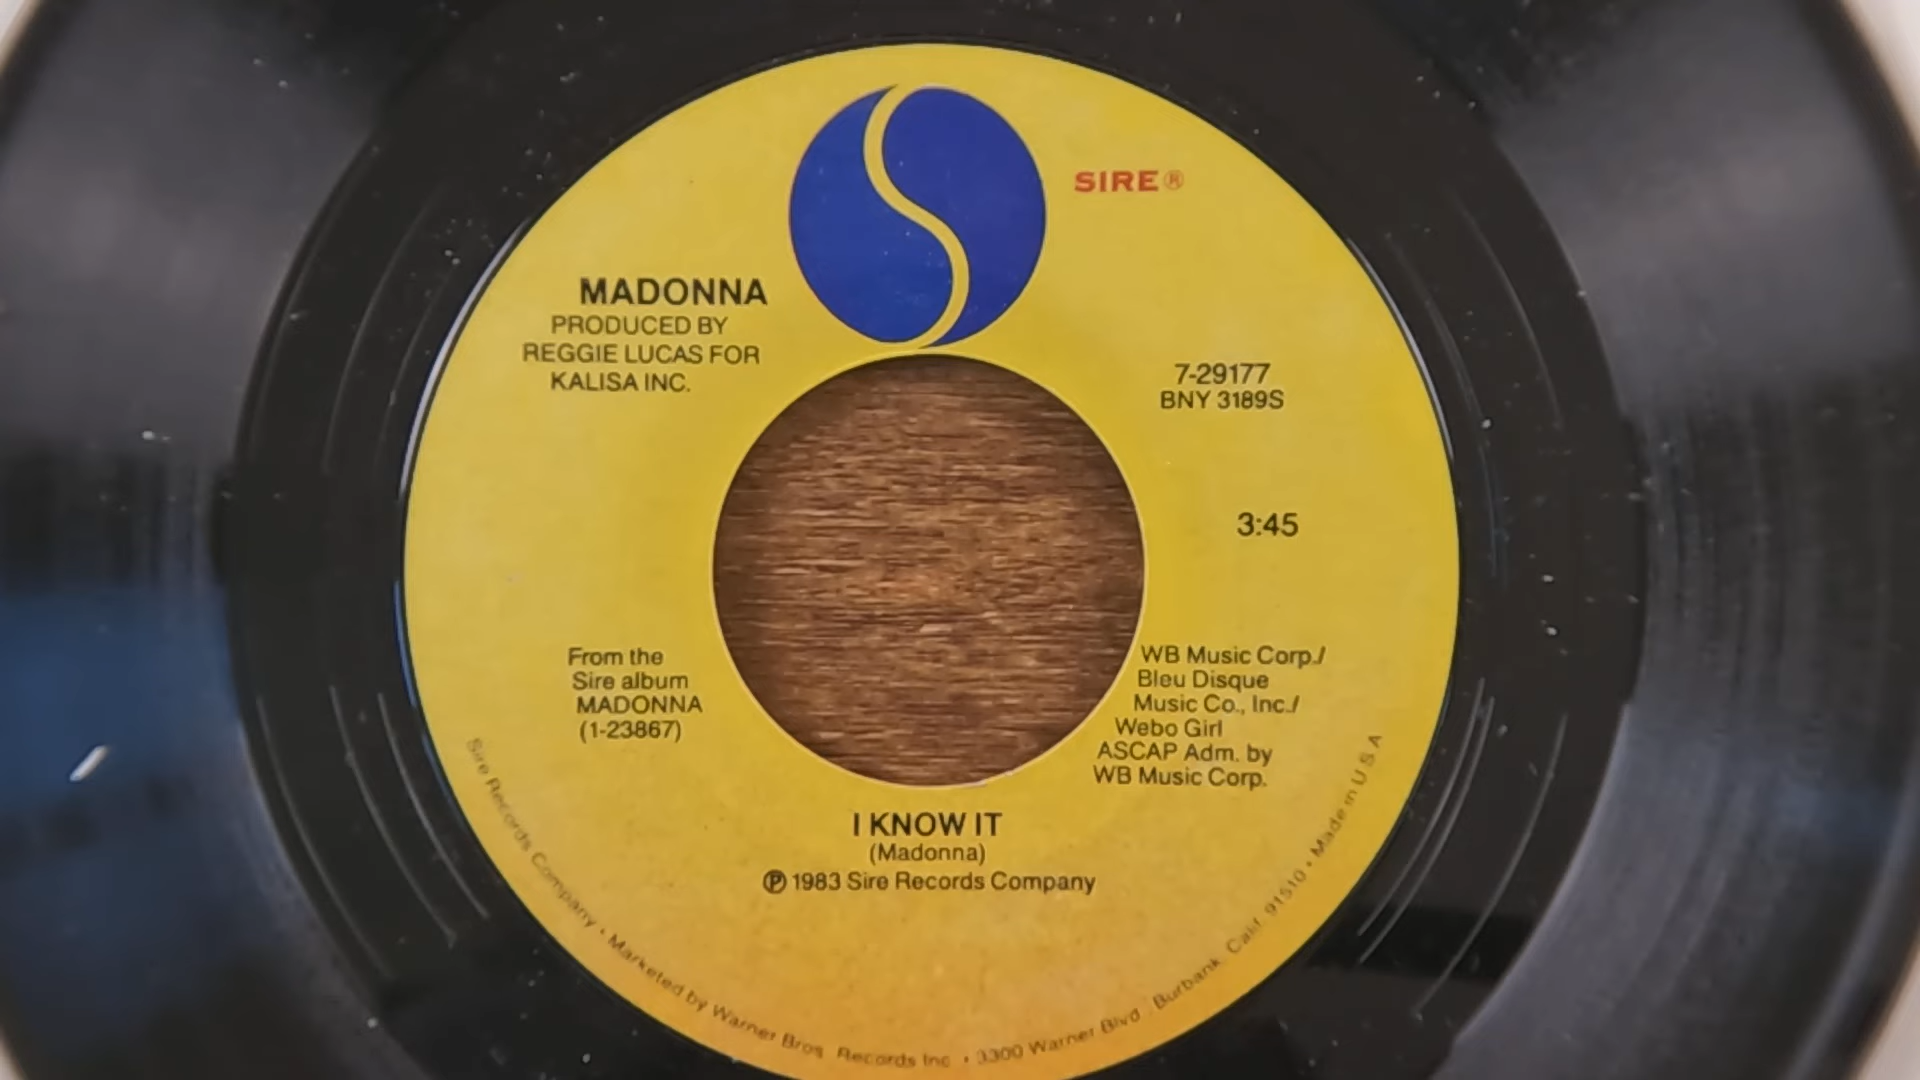 SIRE®
MADONNA
PRODUCED BY
REGGIE LUCAS FOR
KALISA INC.
7-29177
BNY 3189S
3:45
From the
Sire album
MADONNA
(1-23867)
WB Music Corp./
Bleu Disque
Music Co., Inc./
Webo Girl
ASCAP Adm. by
WB Music Corp.
I KNOW IT
(Madonna)
℗ 1983 Sire Records Company
Sire Records Company • Marketed by Warner Bros. Records Inc. • 3300 Warner Blvd. Burbank, Calif. 91510 • Made in U.S.A.